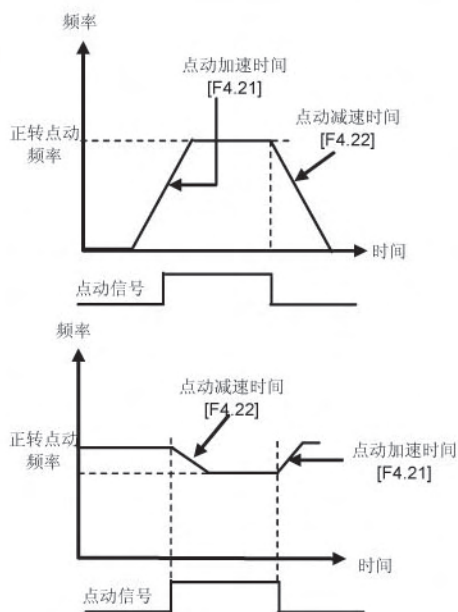 频率
点动加速时间
[F4.21]
正转点动
频率
点动减速时间
[F4.22]
时间
点动信号
频率
点动减速时间
[F4.22]
正转点动
频率
点动加速时间
[F4.21]
时间
点动信号